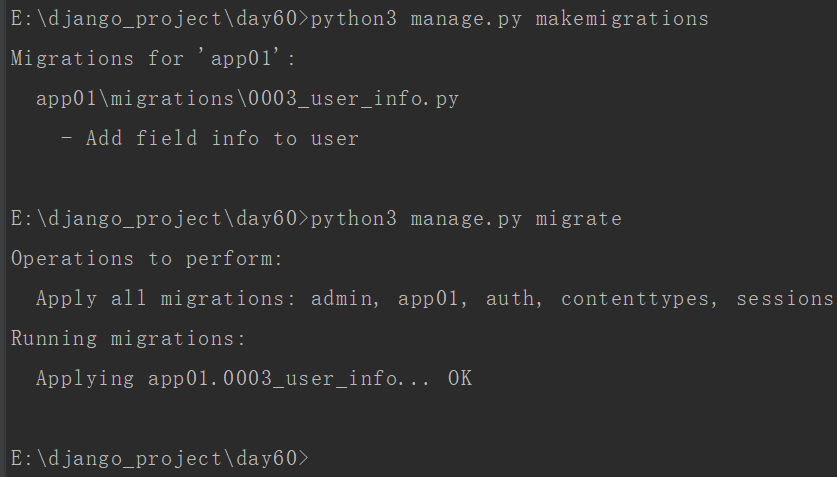 E:\django_project\day60>python3 manage.py makemigrations
Migrations for 'app01':
  app01\migrations\0003_user_info.py
    - Add field info to user
E:\django_project\day60>python3 manage.py migrate
Operations to perform:
  Apply all migrations: admin, app01, auth, contenttypes, sessions
Running migrations:
  Applying app01.0003_user_info... OK
E:\django_project\day60>